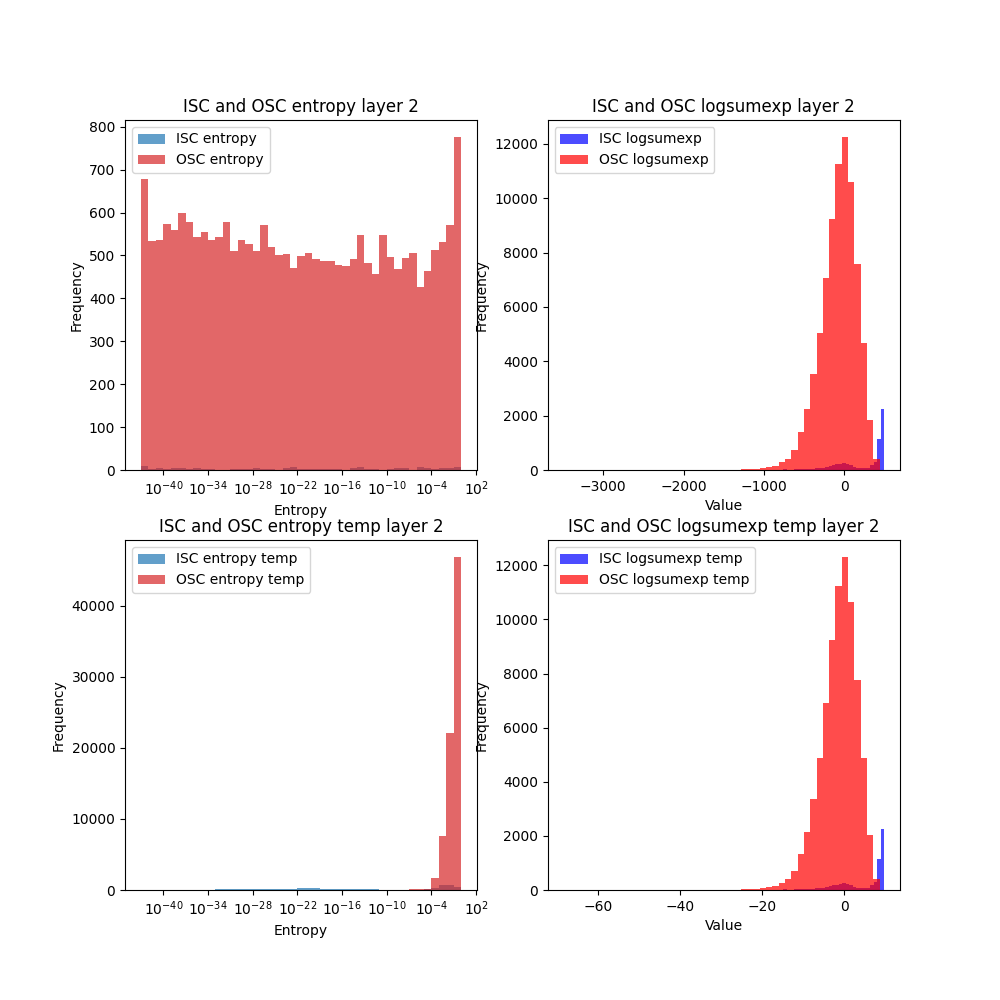 ISC and OSC entropy layer 2
ISC entropy
OSC entropy
Frequency
800
700
600
500
400
300
200
100
0
10⁻⁴⁰ 10⁻³⁴ 10⁻²⁸ 10⁻²² 10⁻¹⁶ 10⁻¹⁰ 10⁻⁴ 10²
Entropy
ISC and OSC logsumexp layer 2
ISC logsumexp
OSC logsumexp
Frequency
12000
10000
8000
6000
4000
2000
0
−3000 −2000 −1000 0
Value
ISC and OSC entropy temp layer 2
ISC entropy temp
OSC entropy temp
Frequency
40000
30000
20000
10000
0
10⁻⁴⁰ 10⁻³⁴ 10⁻²⁸ 10⁻²² 10⁻¹⁶ 10⁻¹⁰ 10⁻⁴ 10²
Entropy
ISC and OSC logsumexp temp layer 2
ISC logsumexp temp
OSC logsumexp temp
Frequency
12000
10000
8000
6000
4000
2000
0
−60 −40 −20 0
Value